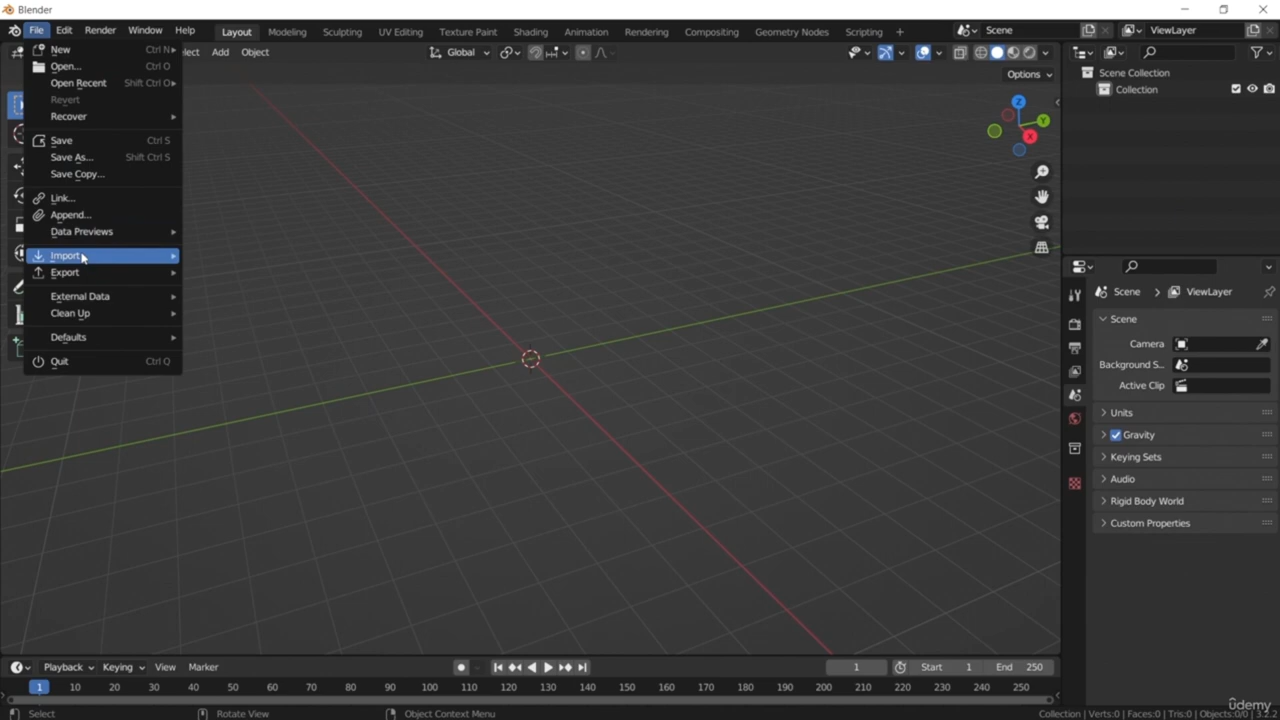 Blender
File Edit Render Window Help Layout Modeling Sculpting UV Editing Texture Paint Shading Animation Rendering Compositing Geometry Nodes Scripting + Scene ViewLayer
New Ctrl N
Add Object Global
Open... Ctrl O
Options
Scene Collection
Open Recent Shift Ctrl O
Collection
Revert
Recover
Z
Y
X
Save Ctrl S
Save As... Shift Ctrl S
Save Copy...
Link...
Append...
Data Previews
Import
Export
External Data
Clean Up
Defaults
Quit Ctrl Q
Scene > ViewLayer
Scene
Camera
Background S...
Active Clip
Units
Gravity
Keying Sets
Audio
Rigid Body World
Custom Properties
Playback Keying View Marker 1 Start 1 End 250
1 10 20 30 40 50 60 70 80 90 100 110 120 130 140 150 160 170 180 190 200 210 220 230 240 250
Select Rotate View Object Context Menu Collection | Verts:0 | Faces:0 | Tris:0 | Objects:0/0 | 3.2.2
ûdemy